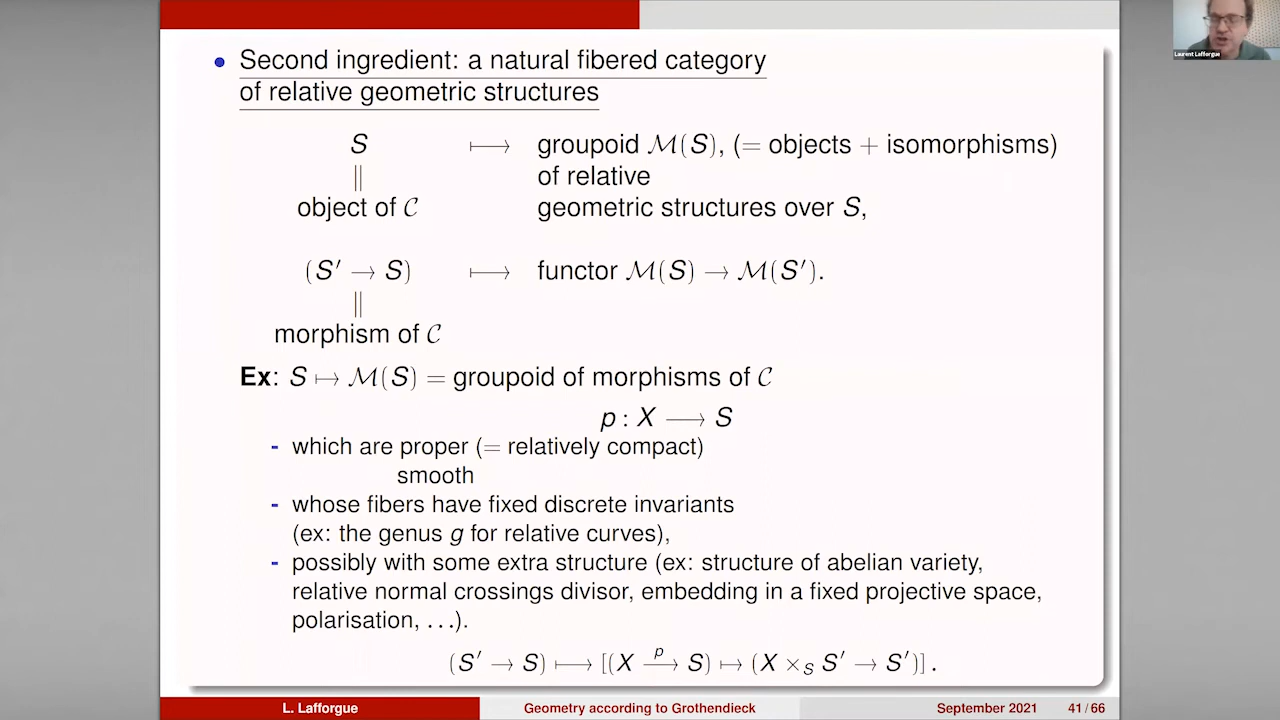 Laurent Lafforgue
• Second ingredient: a natural fibered category
of relative geometric structures
S ⟼ groupoid ℳ(S), (= objects + isomorphisms)
‖ of relative
object of 𝒞 geometric structures over S,
(S′ → S) ⟼ functor ℳ(S) → ℳ(S′).
‖
morphism of 𝒞
Ex: S ↦ ℳ(S) = groupoid of morphisms of 𝒞
p : X ⟶ S
- which are proper (= relatively compact)
smooth
- whose fibers have fixed discrete invariants
(ex: the genus g for relative curves),
- possibly with some extra structure (ex: structure of abelian variety,
relative normal crossings divisor, embedding in a fixed projective space,
polarisation, …).
(S′ → S) ⟼ [(X —p→ S) ↦ (X ×_S S′ → S′)] .
L. Lafforgue Geometry according to Grothendieck September 2021 41 / 66